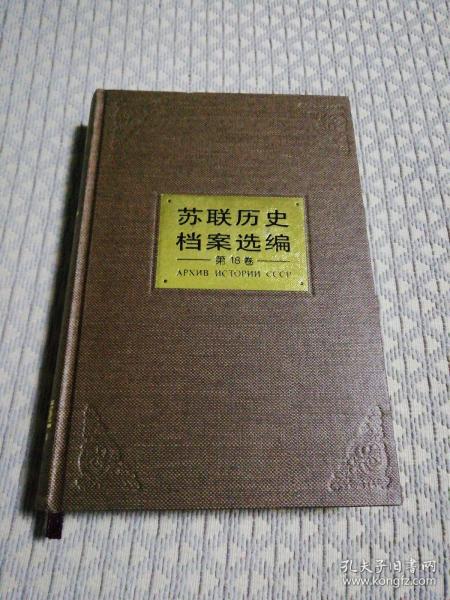 苏联历史
档案选编
第18卷
АРХИВ ИСТОРИИ СССР
孔夫子旧书网
www.kongfz.com